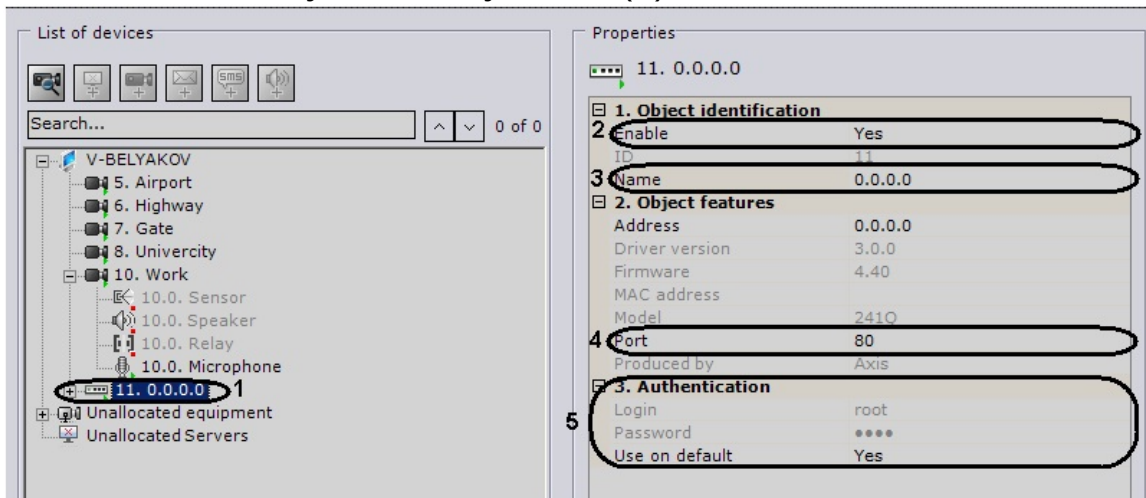 List of devices
sms
Search...
0 of 0
V-BELYAKOV
5. Airport
6. Highway
7. Gate
8. Univercity
10. Work
10.0. Sensor
10.0. Speaker
10.0. Relay
10.0. Microphone
11. 0.0.0.0 1
Unallocated equipment
Unallocated Servers
Properties
11. 0.0.0.0
1. Object identification
2 Enable Yes
ID 11
3 Name 0.0.0.0
2. Object features
Address 0.0.0.0
Driver version 3.0.0
Firmware 4.40
MAC address
Model 241Q
4 Port 80
Produced by Axis
3. Authentication
5
Login root
Password ••••
Use on default Yes